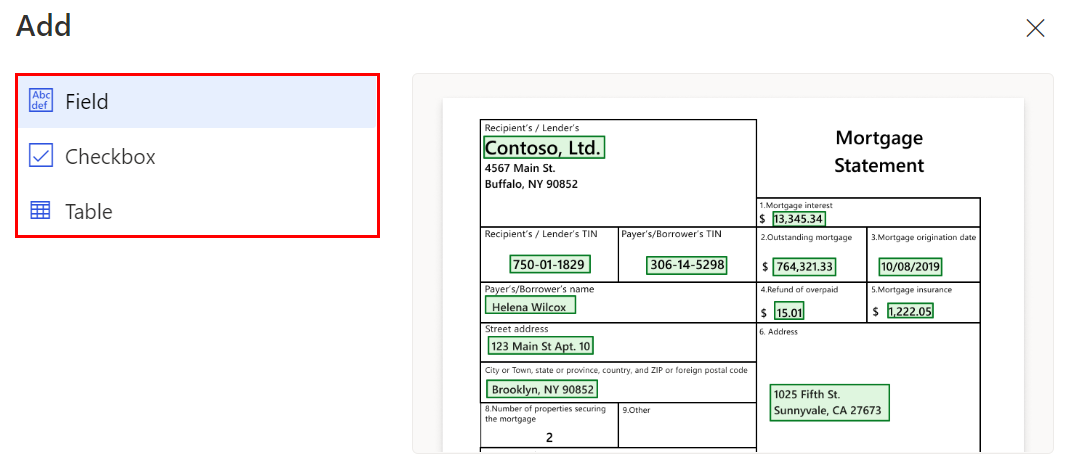 Add
Abc
def
Field
Checkbox
Table
Recipient's / Lender's
Contoso, Ltd.
4567 Main St.
Buffalo, NY 90852
Mortgage
Statement
1.Mortgage interest
$ 13,345.34
Recipient's / Lender's TIN
750-01-1829
Payer's/Borrower's TIN
306-14-5298
2.Outstanding mortgage
$ 764,321.33
3.Mortgage origination date
10/08/2019
Payer's/Borrower's name
Helena Wilcox
4.Refund of overpaid
$ 15.01
5.Mortgage insurance
$ 1,222.05
Street address
123 Main St Apt. 10
6. Address
1025 Fifth St.
Sunnyvale, CA 27673
City or Town, state or province, country, and ZIP or foreign postal code
Brooklyn, NY 90852
8.Number of properties securing
the mortgage
2
9.Other